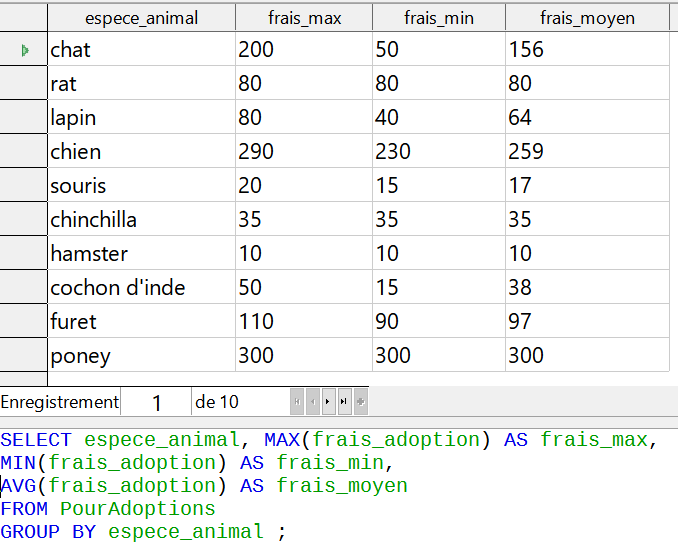 espece_animal frais_max frais_min frais_moyen
chat 200 50 156
rat 80 80 80
lapin 80 40 64
chien 290 230 259
souris 20 15 17
chinchilla 35 35 35
hamster 10 10 10
cochon d'inde 50 15 38
furet 110 90 97
poney 300 300 300
Enregistrement 1 de 10
SELECT espece_animal, MAX(frais_adoption) AS frais_max,
MIN(frais_adoption) AS frais_min,
AVG(frais_adoption) AS frais_moyen
FROM PourAdoptions
GROUP BY espece_animal ;